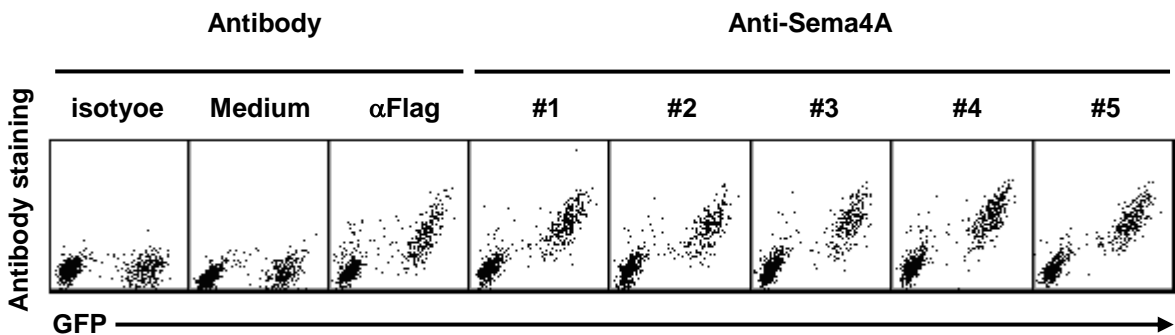 Antibody Anti-Sema4A
isotyoe Medium αFlag #1 #2 #3 #4 #5
Antibody staining
GFP